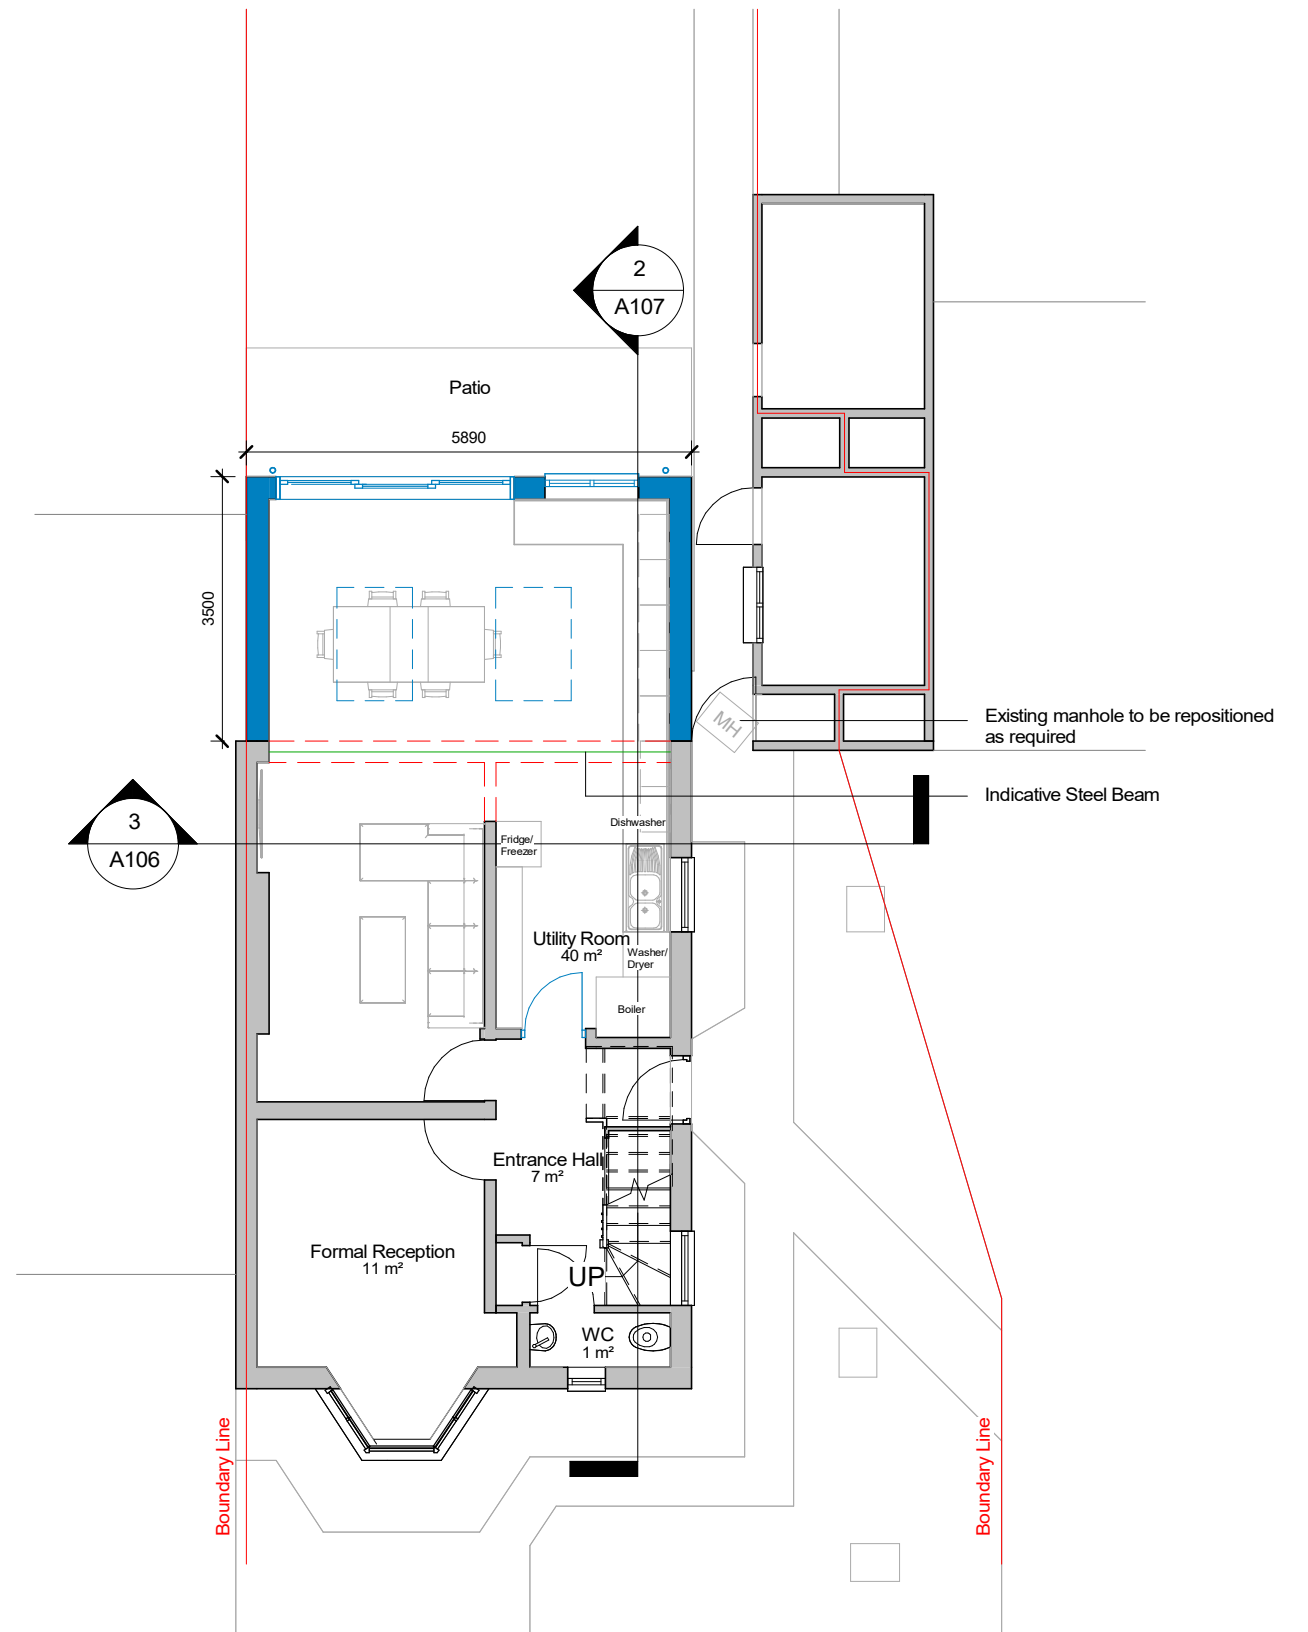 2
A107
Patio
5890
3500
MH
Existing manhole to be repositioned
as required
Indicative Steel Beam
3
A106
Dishwasher
Fridge/
Freezer
Utility Room
40 m²
Washer/
Dryer
Boiler
Entrance Hall
7 m²
Formal Reception
11 m²
UP
WC
1 m²
Boundary Line
Boundary Line